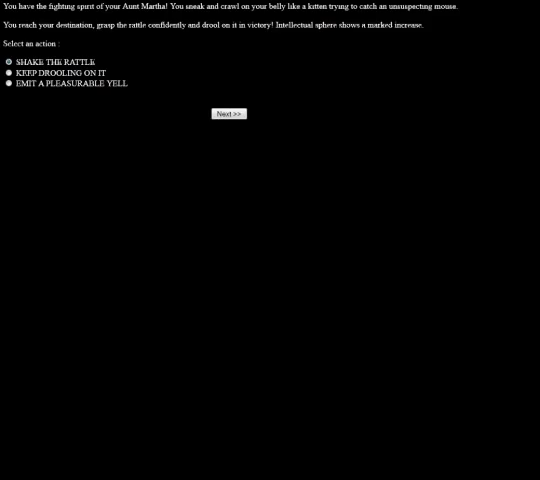 You have the fighting spirit of your Aunt Martha! You sneak and crawl on your belly like a kitten trying to catch an unsuspecting mouse.
You reach your destination, grasp the rattle confidently and drool on it in victory! Intellectual sphere shows a marked increase.
Select an action :
SHAKE THE RATTLE
KEEP DROOLING ON IT
EMIT A PLEASURABLE YELL
Next >>